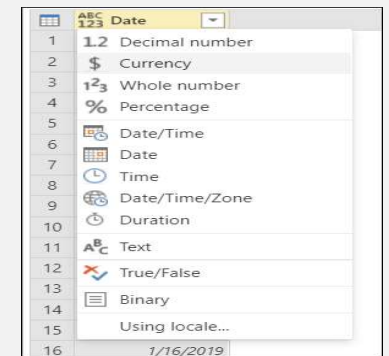 ABC 123 Date
1 1.2 Decimal number
2 $ Currency
3 1²3 Whole number
4 % Percentage
5
6 Date/Time
7 Date
8 Time
9 Date/Time/Zone
10 Duration
11 ABC Text
12 True/False
13
14 Binary
15 Using locale...
16 1/16/2019